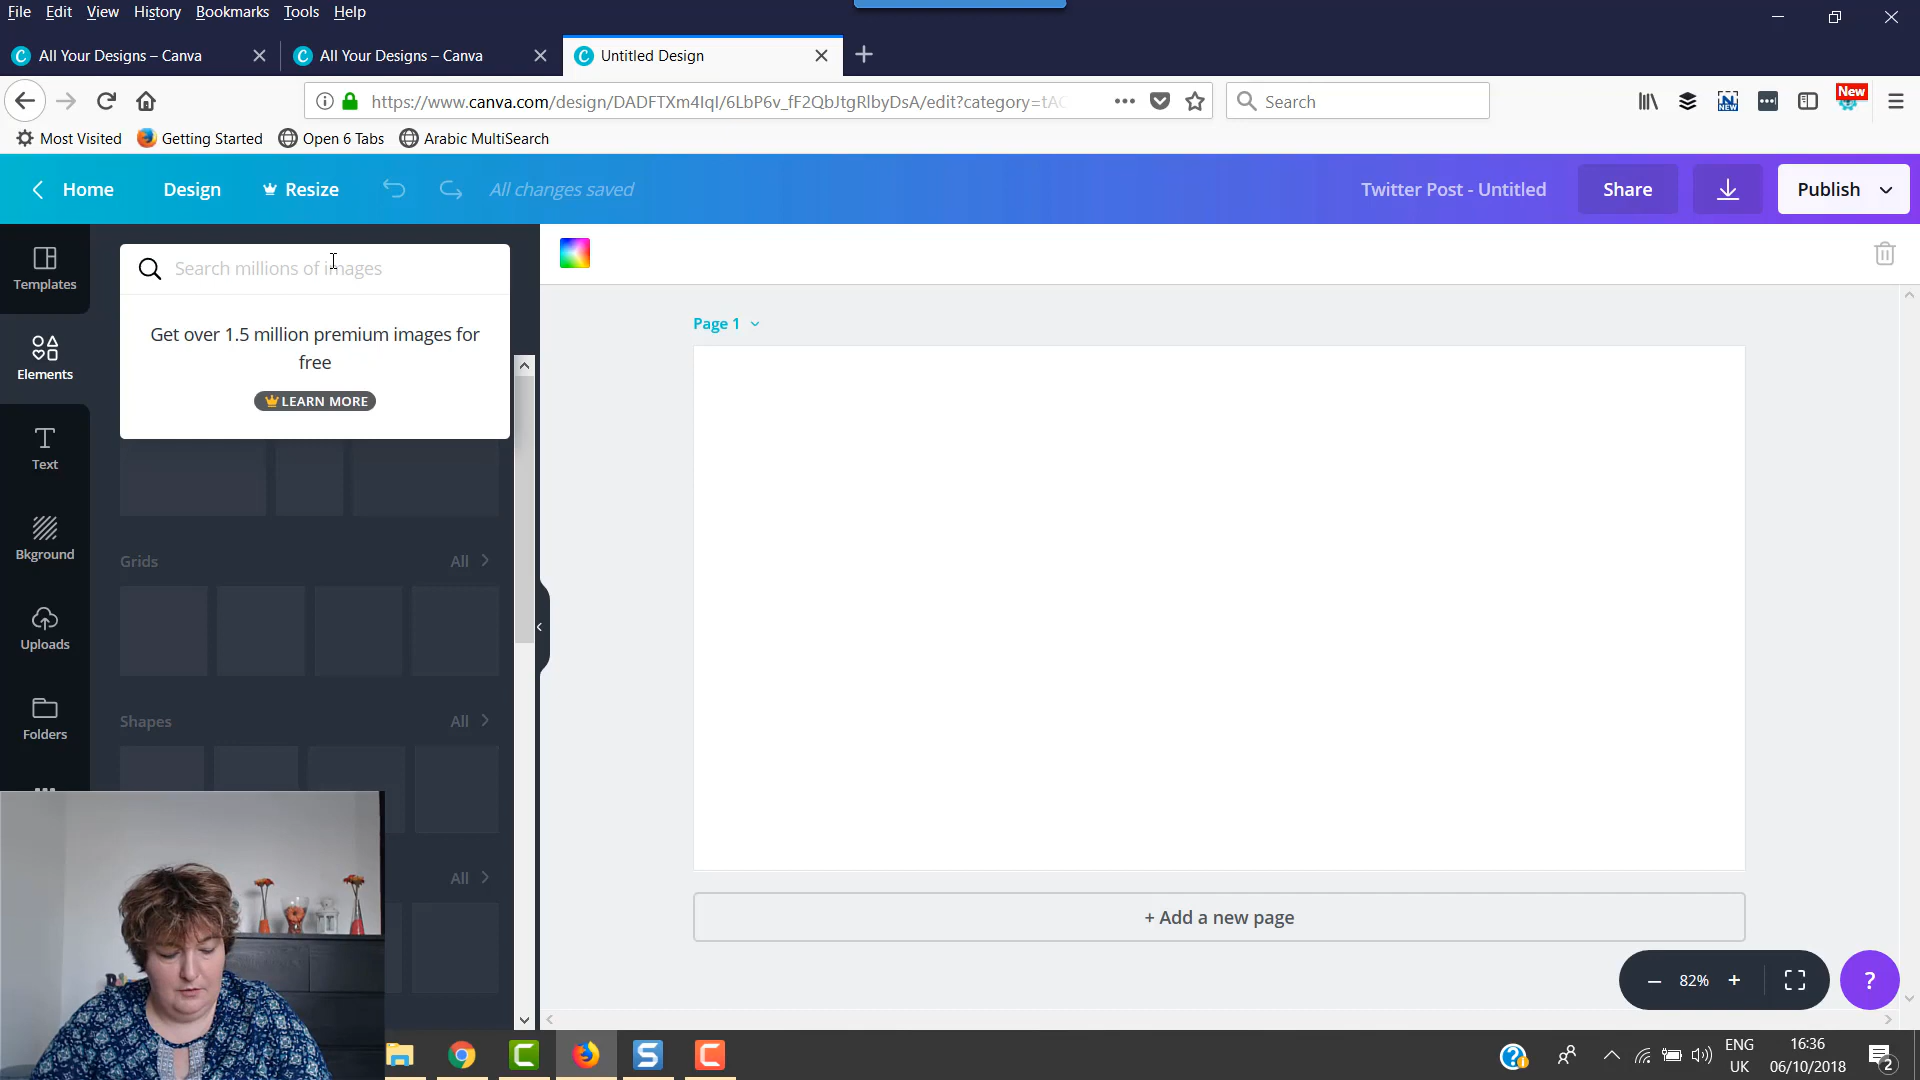 File Edit View History Bookmarks Tools Help
All Your Designs – Canva
All Your Designs – Canva
Untitled Design
https://www.canva.com/design/DADFTXm4IqI/6LbP6v_fF2QbJtgRlbyDsA/edit?category=tAC
Search
New
Most Visited Getting Started Open 6 Tabs Arabic MultiSearch
Home Design Resize All changes saved Twitter Post - Untitled Share Publish
Templates
Elements
Text
Bkground
Uploads
Folders
Search millions of images
Get over 1.5 million premium images for
free
LEARN MORE
Grids All
Shapes All
All
Page 1
+ Add a new page
82%
?
ENG
UK
16:36
06/10/2018
2